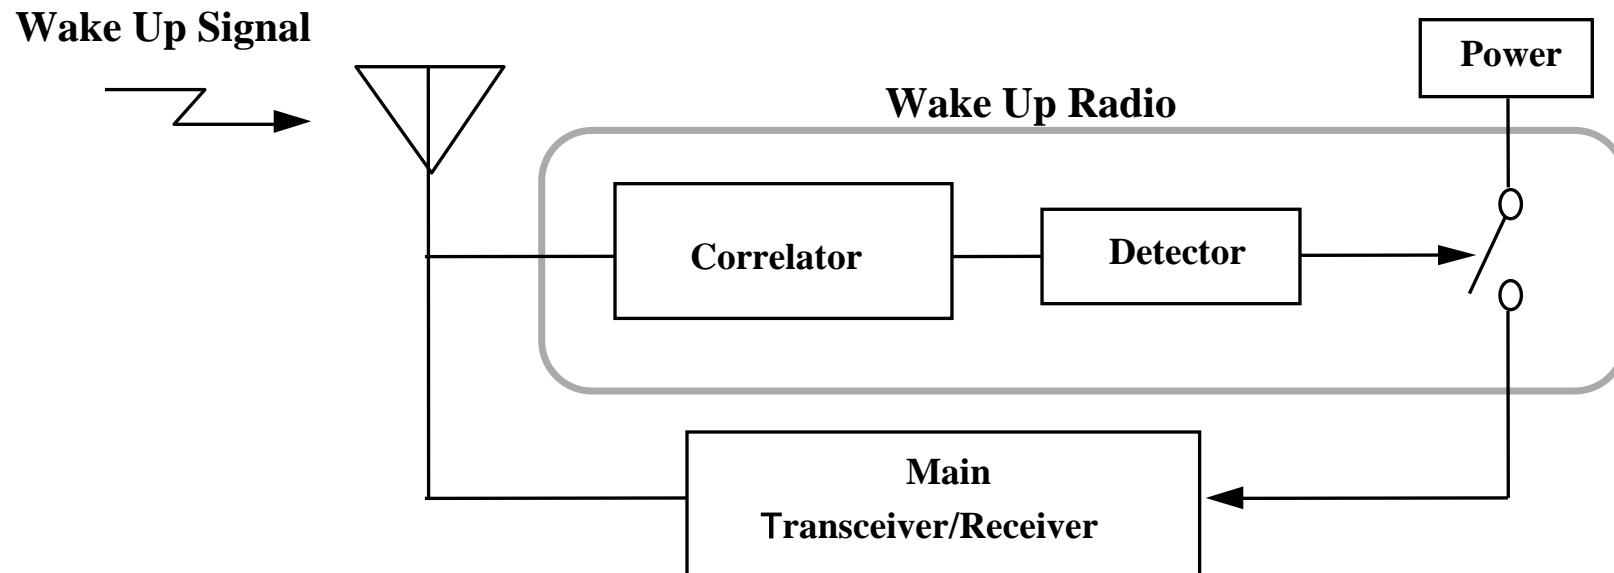 Wake Up Signal
Power
Wake Up Radio
Correlator
Detector
Main
Transceiver/Receiver